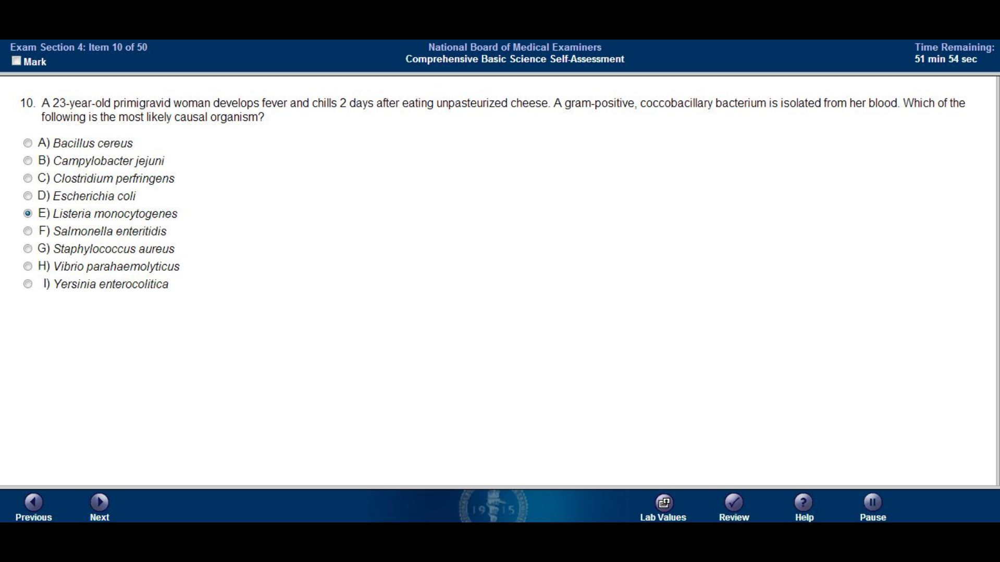 Exam Section 4: Item 10 of 50
National Board of Medical Examiners
Time Remaining:
Mark
Comprehensive Basic Science Self-Assessment
51 min 54 sec
10. A 23-year-old primigravid woman develops fever and chills 2 days after eating unpasteurized cheese. A gram-positive, coccobacillary bacterium is isolated from her blood. Which of the
following is the most likely causal organism?
A) Bacillus cereus
B) Campylobacter jejuni
C) Clostridium perfringens
D) Escherichia coli
E) Listeria monocytogenes
F) Salmonella enteritidis
G) Staphylococcus aureus
H) Vibrio parahaemolyticus
I) Yersinia enterocolitica
1915
Previous
Next
Lab Values
Review
Help
Pause